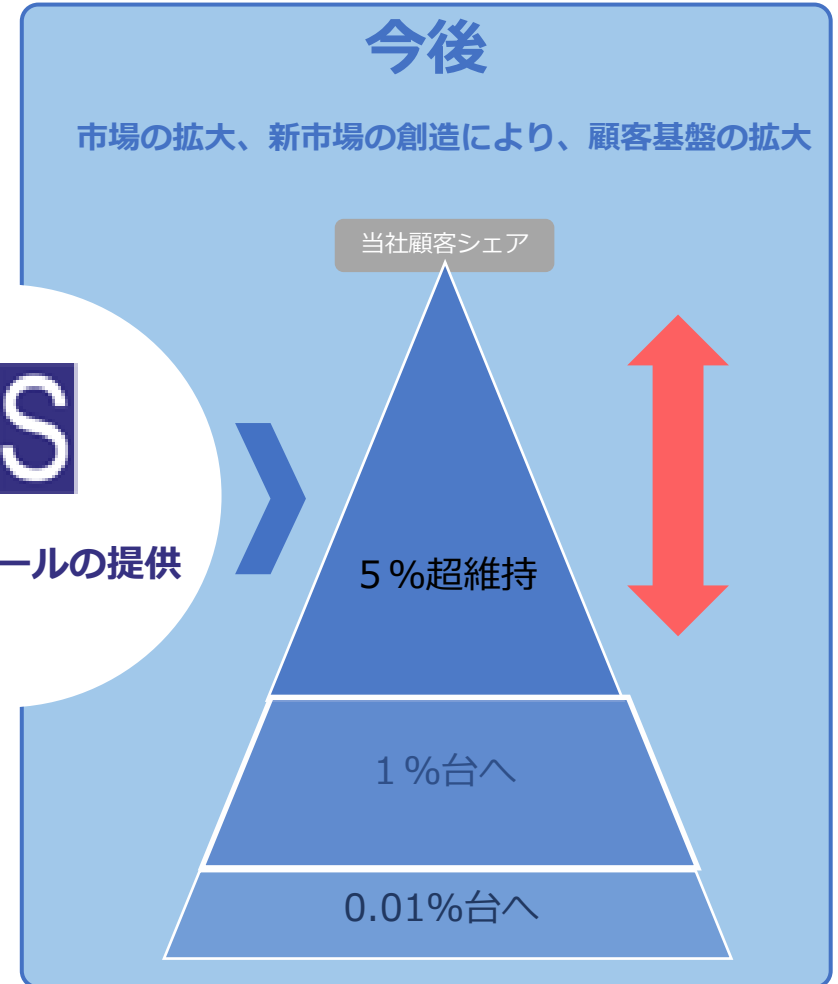 今後
市場の拡大、新市場の創造により、顧客基盤の拡大
当社顧客シェア
S
ールの提供
５%超維持
１%台へ
0.01%台へ